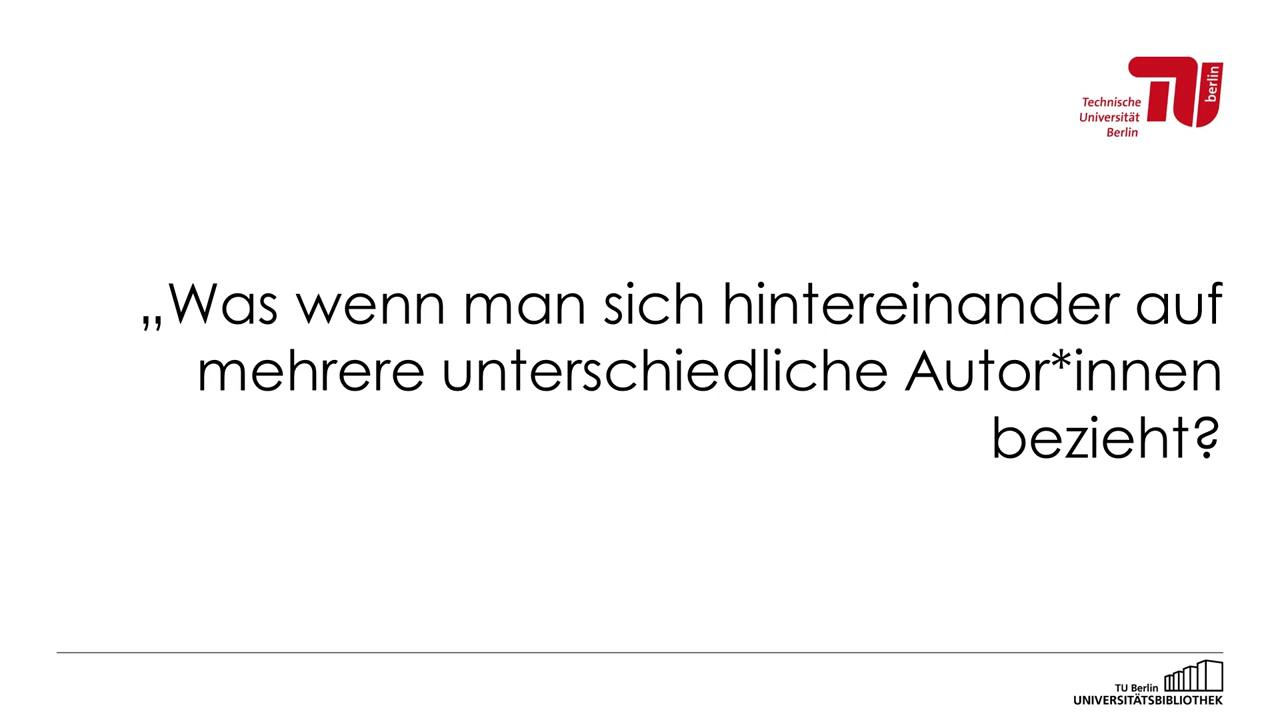 berlin
Technische
Universität
Berlin
„Was wenn man sich hintereinander auf
mehrere unterschiedliche Autor*innen
bezieht?
TU Berlin
UNIVERSITÄTSBIBLIOTHEK